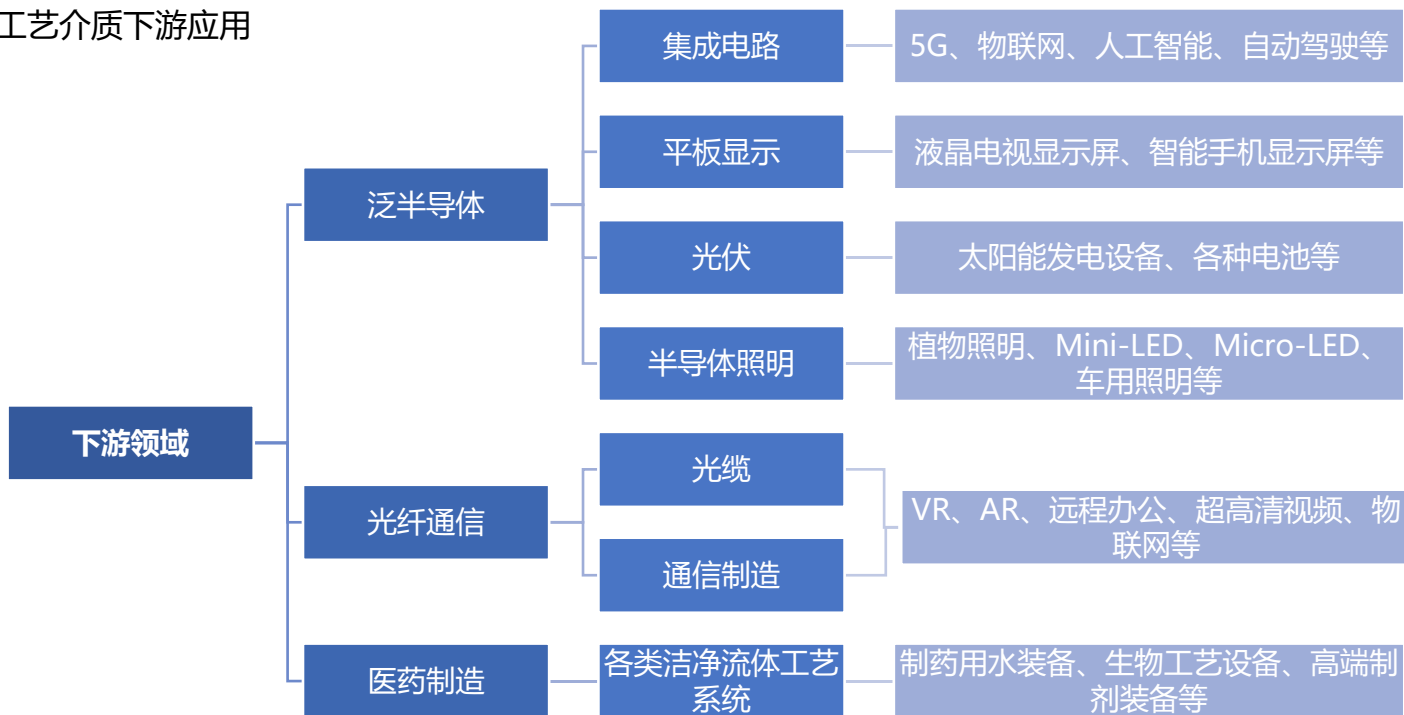 工艺介质下游应用
集成电路
5G、物联网、人工智能、自动驾驶等
平板显示
液晶电视显示屏、智能手机显示屏等
泛半导体
光伏
太阳能发电设备、各种电池等
半导体照明
植物照明、Mini-LED、Micro-LED、
车用照明等
下游领域
光缆
光纤通信
VR、AR、远程办公、超高清视频、物
联网等
通信制造
医药制造
各类洁净流体工艺
系统
制药用水装备、生物工艺设备、高端制
剂装备等